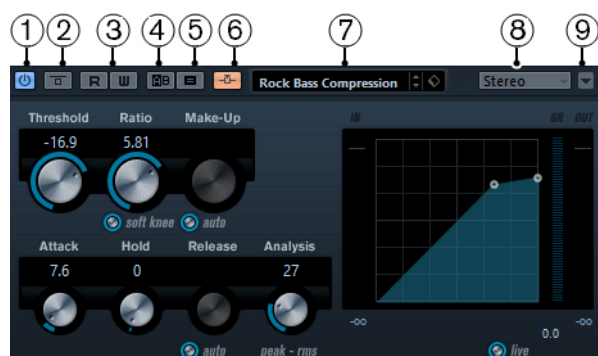 1 2 3 4 5 6 7 8 9
R W AB Rock Bass Compression Stereo
Threshold Ratio Make-Up IN GR OUT
-16.9 5.81
soft knee auto
Attack Hold Release Analysis
7.6 0 27
-∞ -∞
0.0
auto peak - rms live